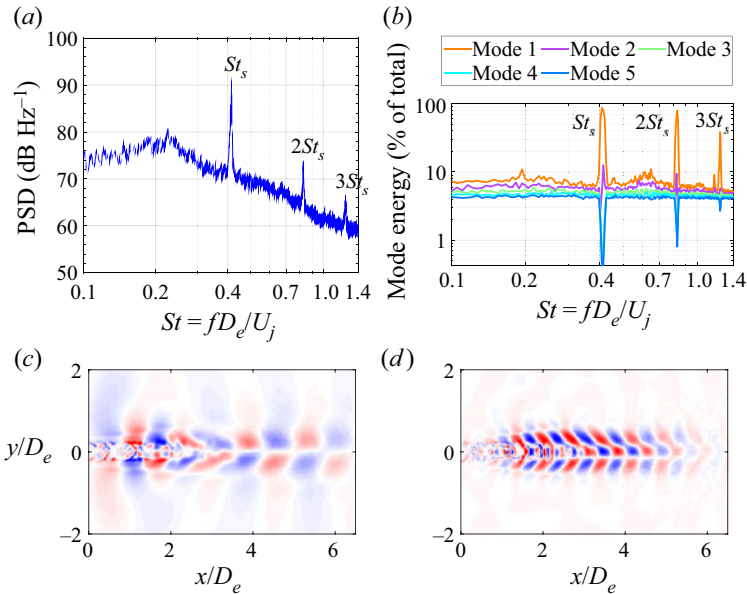 (a)
100
90
80
70
60
50
PSD (dB Hz−1)
St_s
2St_s
3St_s
0.1
0.2
0.4
0.7
1.0
1.4
St = fD_e/U_j
(b)
Mode 1
Mode 2
Mode 3
Mode 4
Mode 5
100
10
1
Mode energy (% of total)
St_s
2St_s
3St_s
0.1
0.2
0.4
0.7
1.0
1.4
St = fD_e/U_j
(c)
2
0
−2
y/D_e
0
2
4
6
x/D_e
(d)
2
0
−2
0
2
4
6
x/D_e